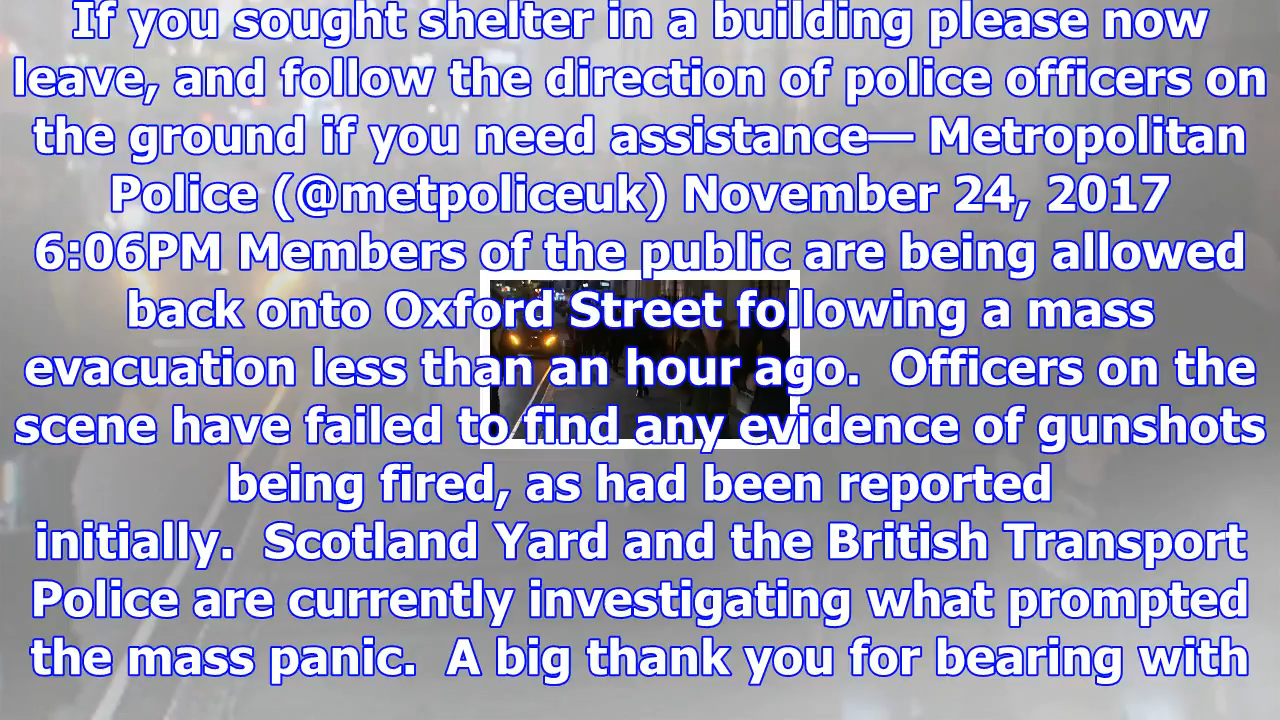 If you sought shelter in a building please now
leave, and follow the direction of police officers on
the ground if you need assistance— Metropolitan
Police (@metpoliceuk) November 24, 2017
6:06PM Members of the public are being allowed
back onto Oxford Street following a mass
evacuation less than an hour ago.  Officers on the
scene have failed to find any evidence of gunshots
being fired, as had been reported
initially.  Scotland Yard and the British Transport
Police are currently investigating what prompted
the mass panic.  A big thank you for bearing with